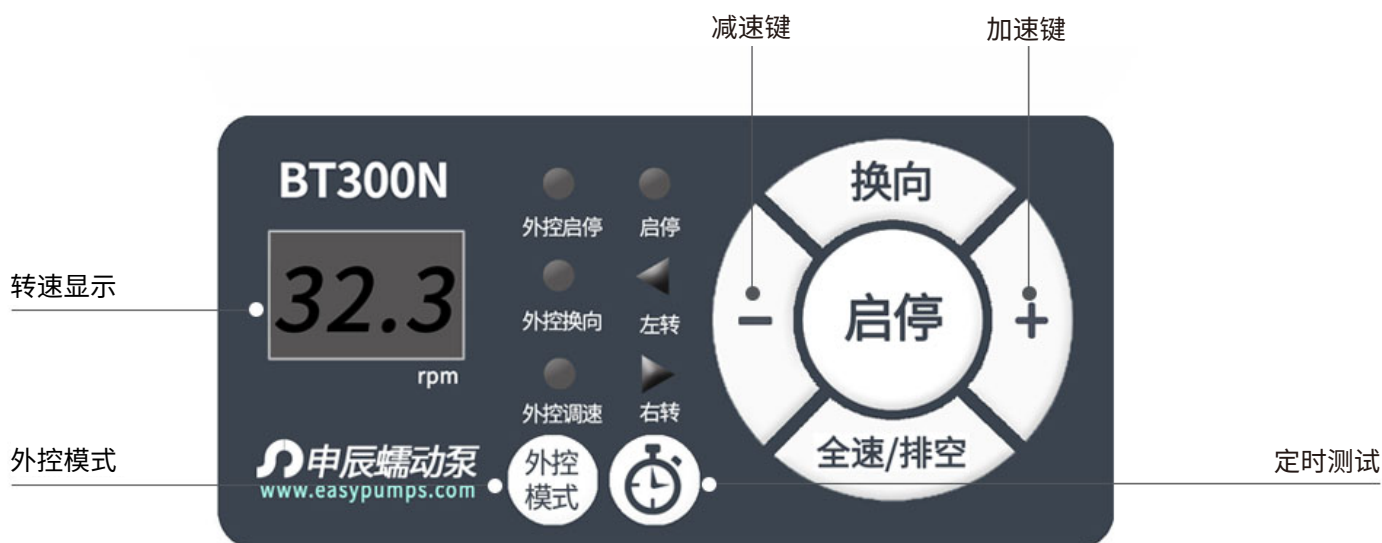 减速键
加速键
BT300N
换向
外控启停
启停
转速显示
32.3
外控换向
左转
−
启停
+
rpm
外控调速
右转
外控模式
申辰蠕动泵
www.easypumps.com
外控
模式
全速/排空
定时测试